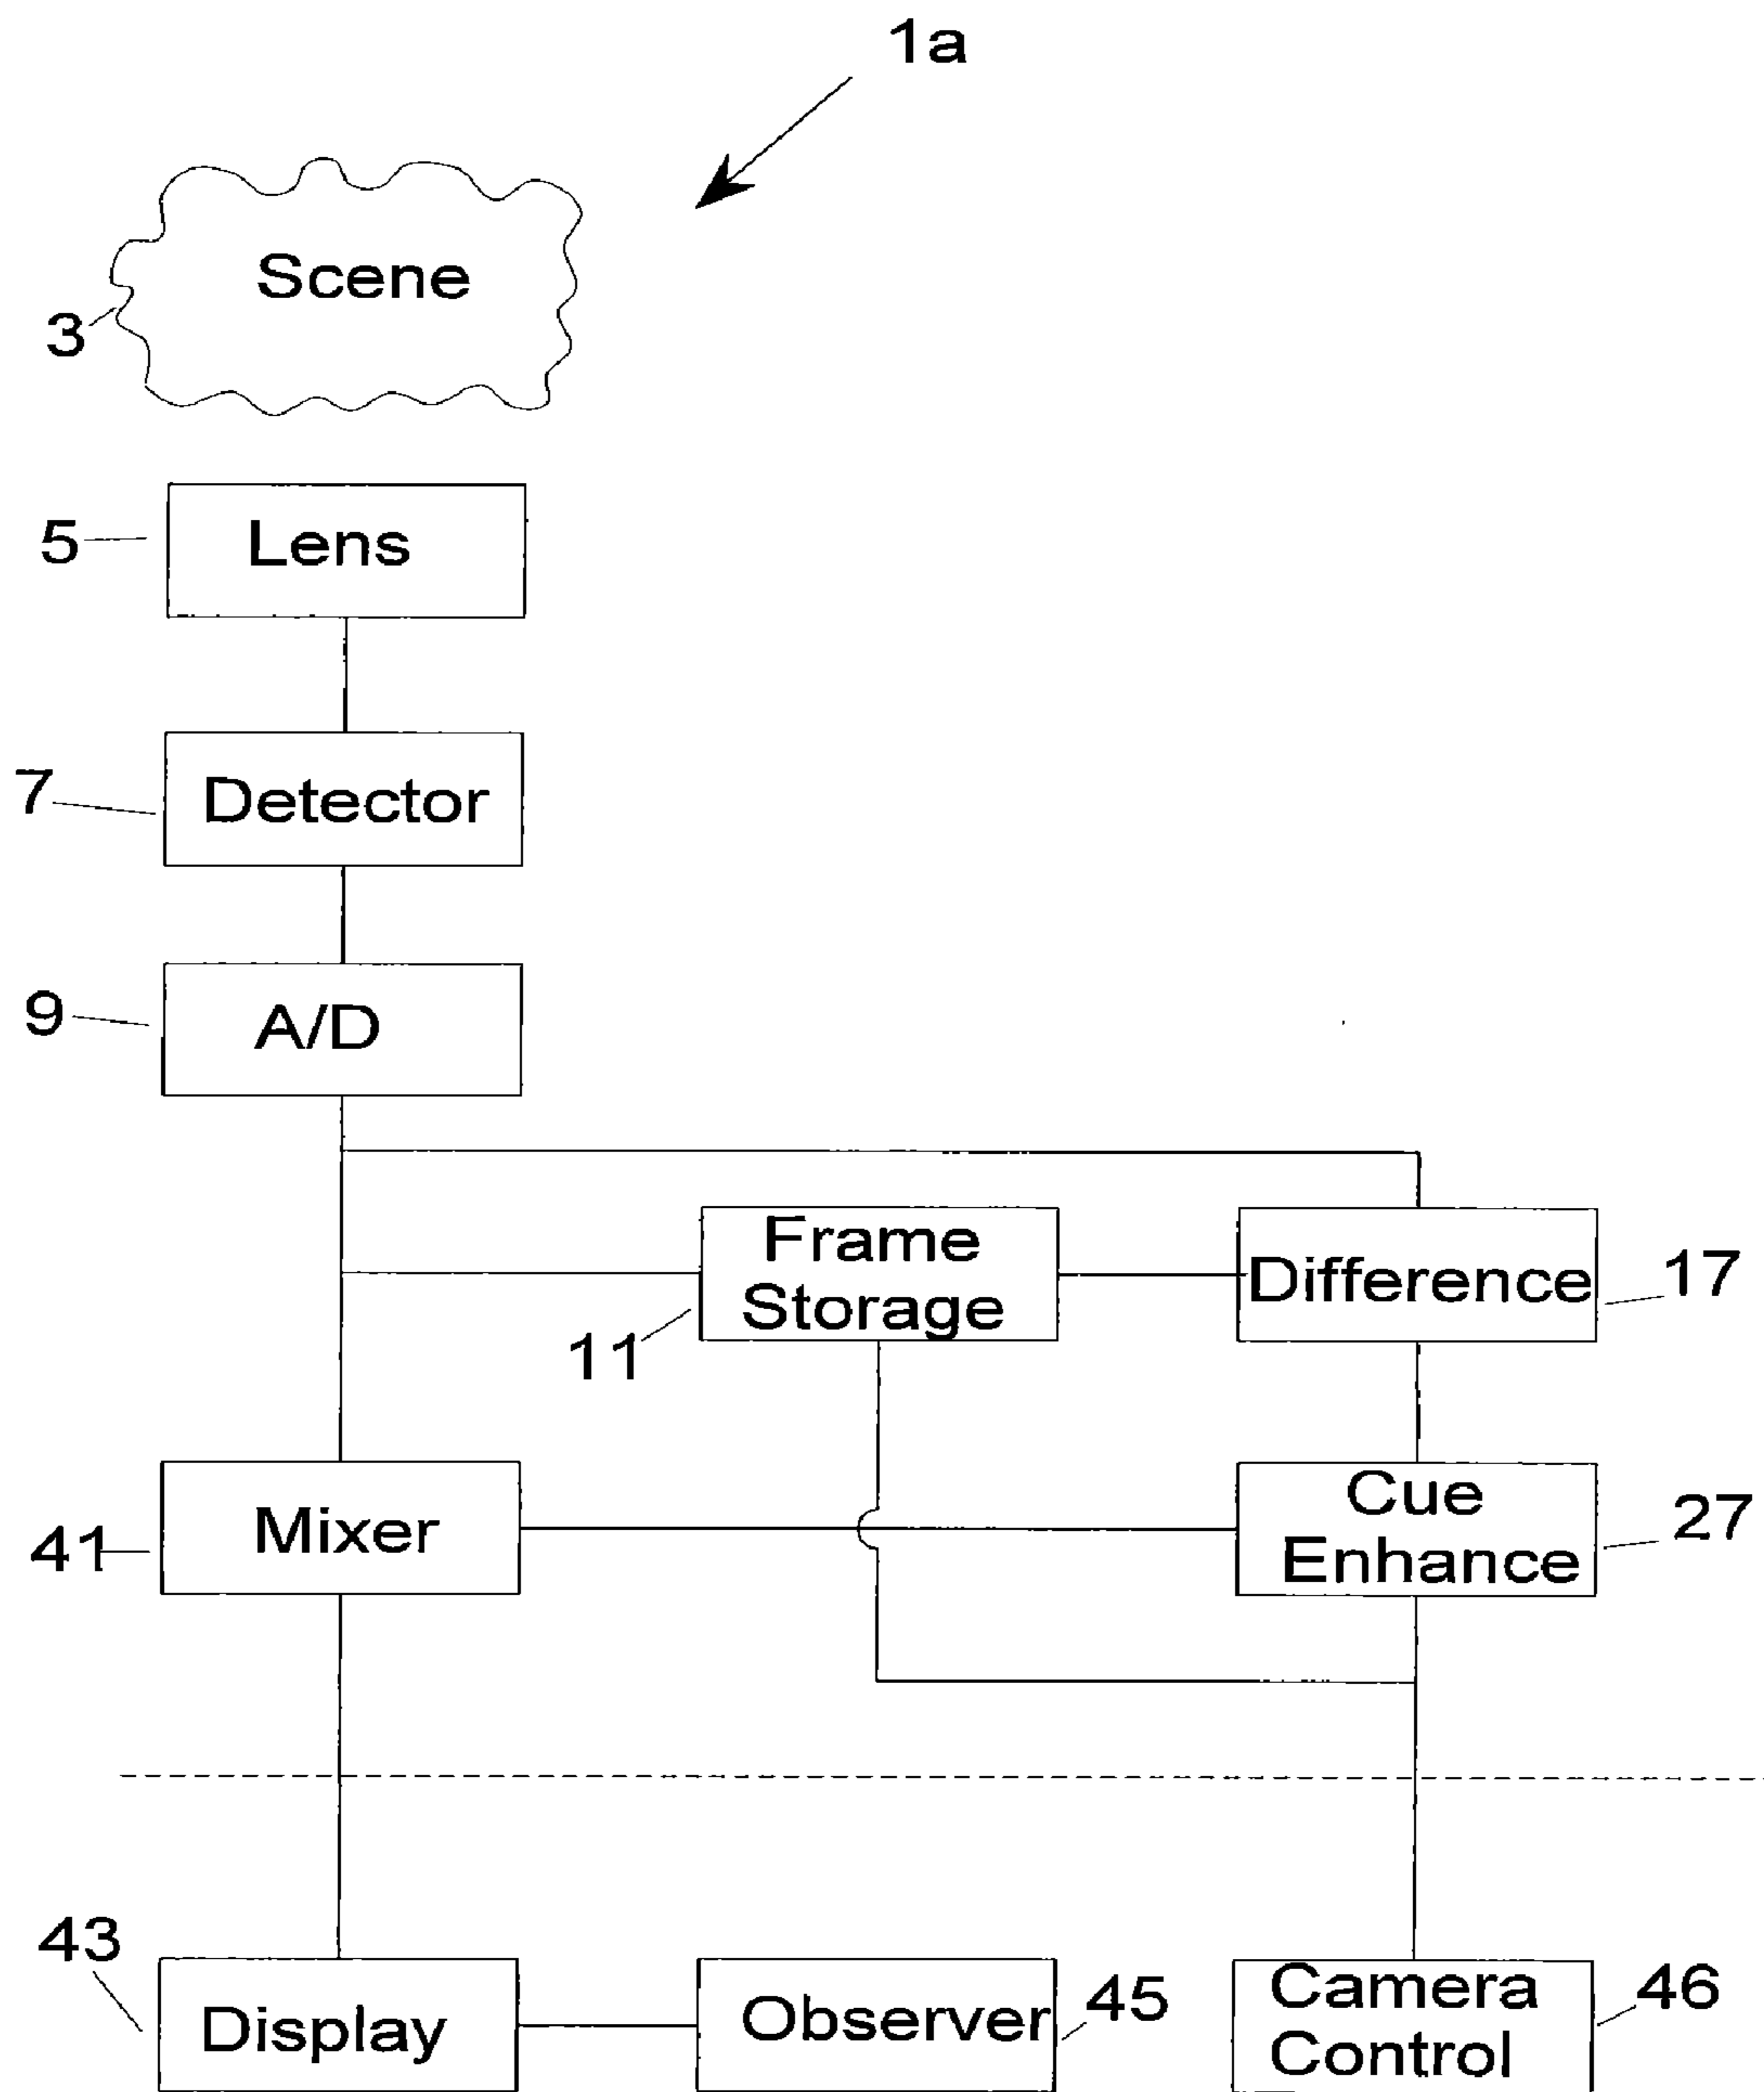 1a
Scene
3
5
Lens
7
Detector
9
A/D
Frame
Storage
11
Difference
17
Mixer
41
Cue
Enhance
27
43
Display
Observer
45
Camera
Control
46